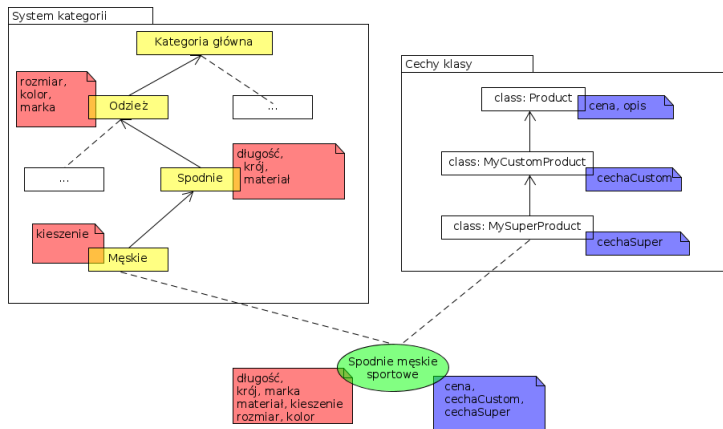 System kategorii
Kategoria główna
rozmiar,
kolor,
marka
Odzież
...
...
Spodnie
długość,
krój,
materiał
kieszenie
Męskie
Cechy klasy
class: Product
cena, opis
class: MyCustomProduct
cechaCustom
class: MySuperProduct
cechaSuper
Spodnie męskie
sportowe
długość,
krój, marka
materiał, kieszenie
rozmiar, kolor
cena,
cechaCustom,
cechaSuper